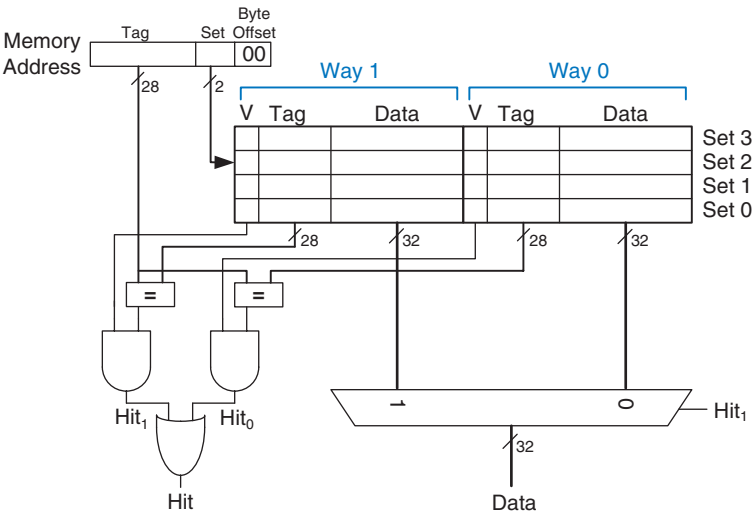 Byte
Memory Address
Tag Set Offset
00
28 2
Way 1 Way 0
V Tag Data V Tag Data
Set 3
Set 2
Set 1
Set 0
28 32 28 32
= =
1 0
Hit1 Hit0 Hit1
32
Hit Data